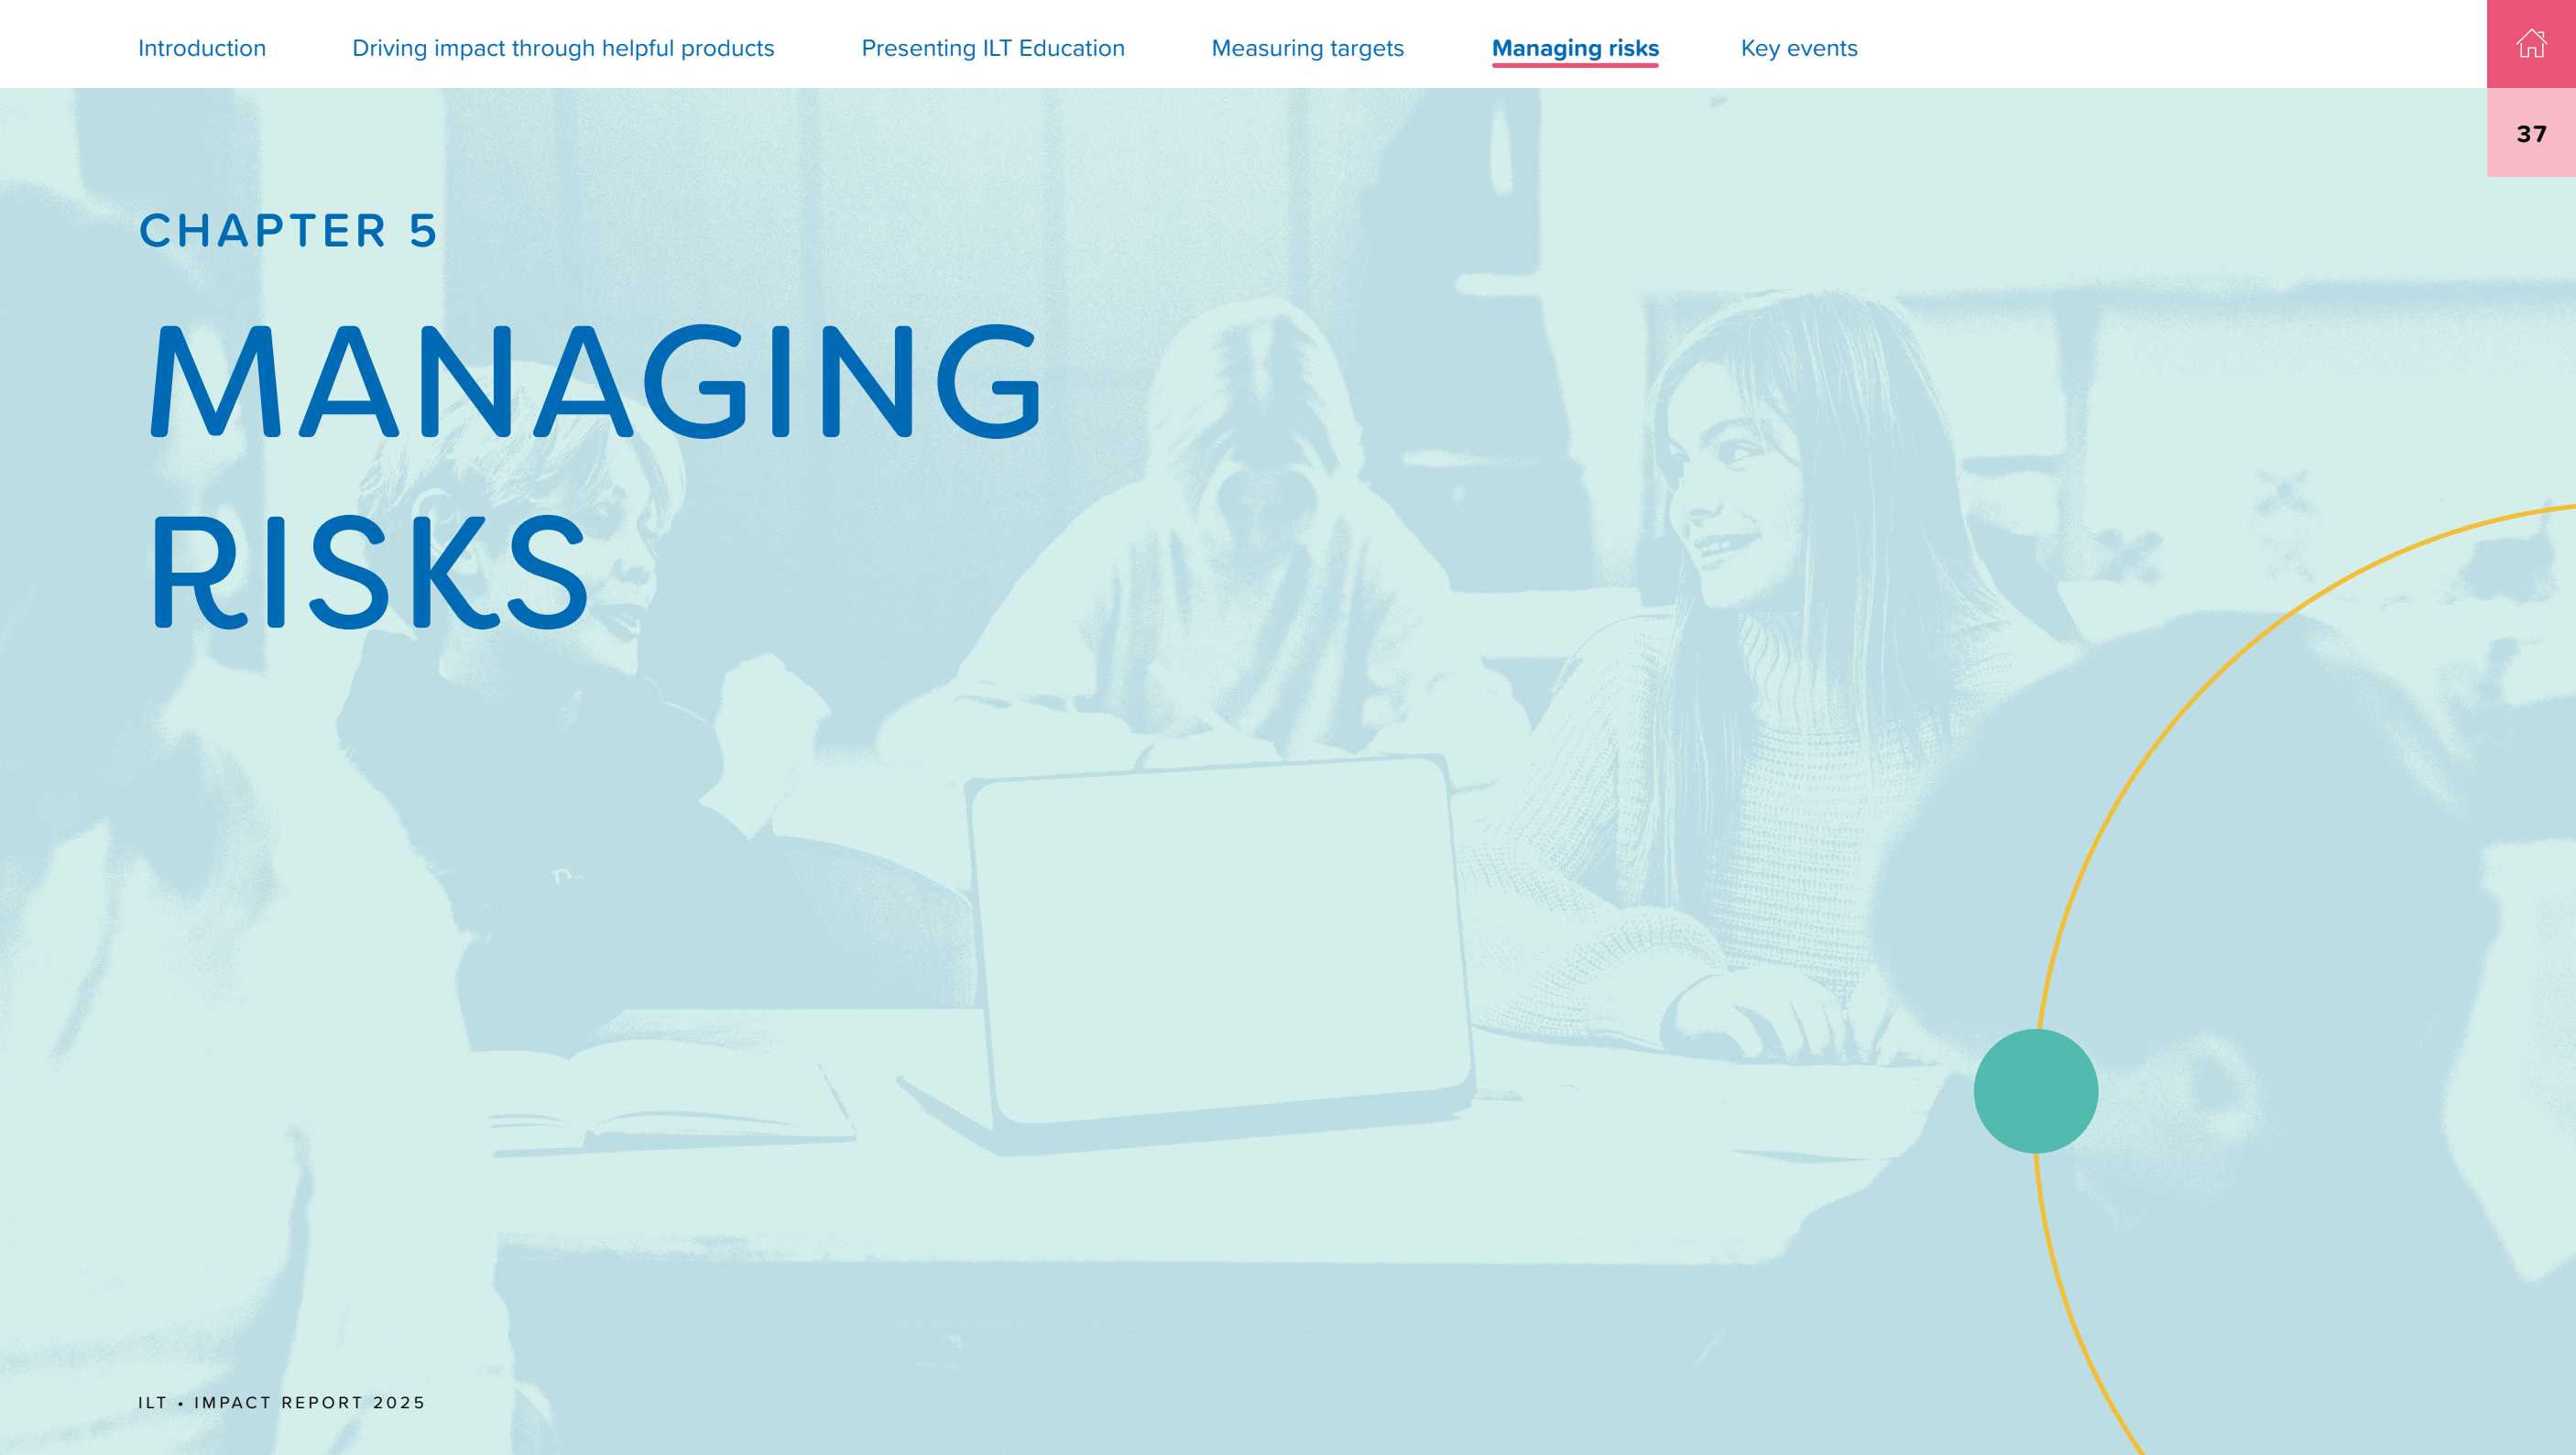 Introduction Driving impact through helpful products Presenting ILT Education Measuring targets Managing risks Key events
37
CHAPTER 5
MANAGING
RISKS
ILT • IMPACT REPORT 2025